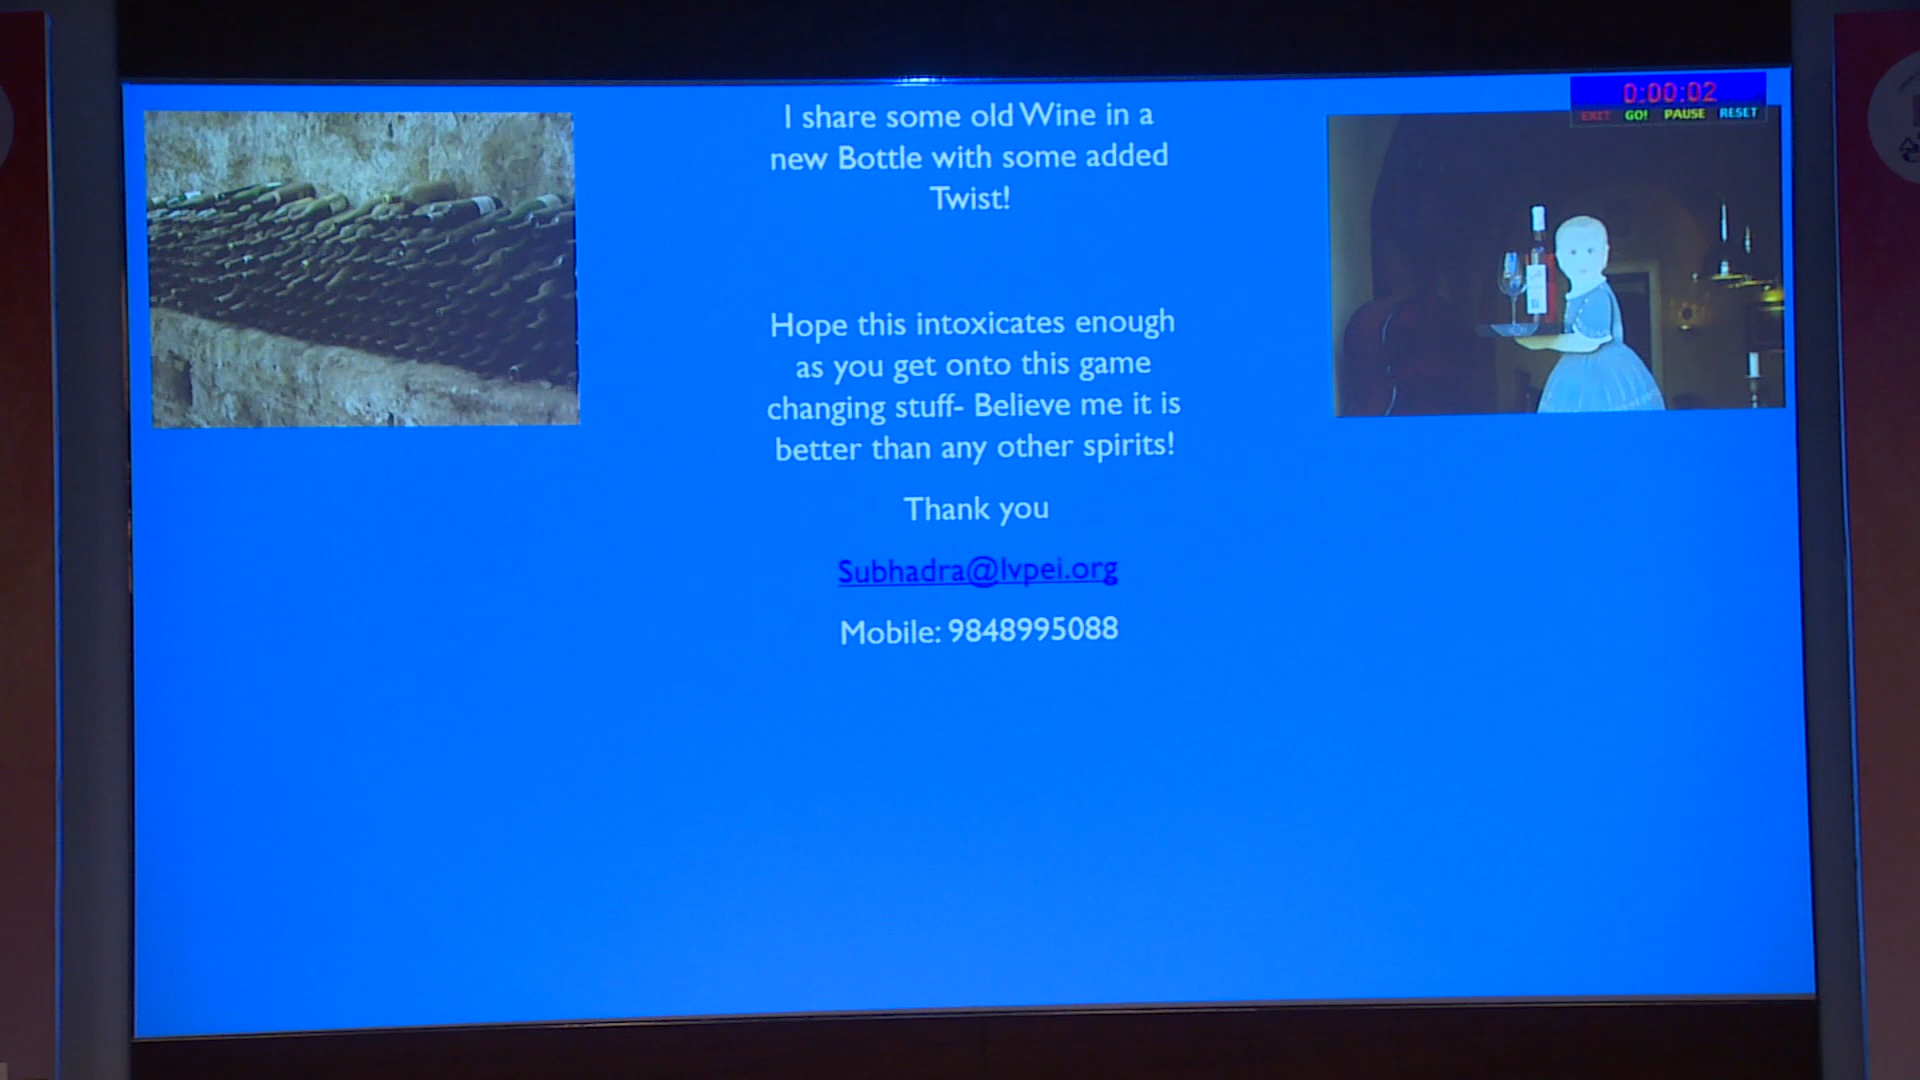 I share some old Wine in a
new Bottle with some added
Twist!
0:00:02
EXIT GO! PAUSE RESET
Hope this intoxicates enough
as you get onto this game
changing stuff- Believe me it is
better than any other spirits!
Thank you
Subhadra@lvpei.org
Mobile: 9848995088